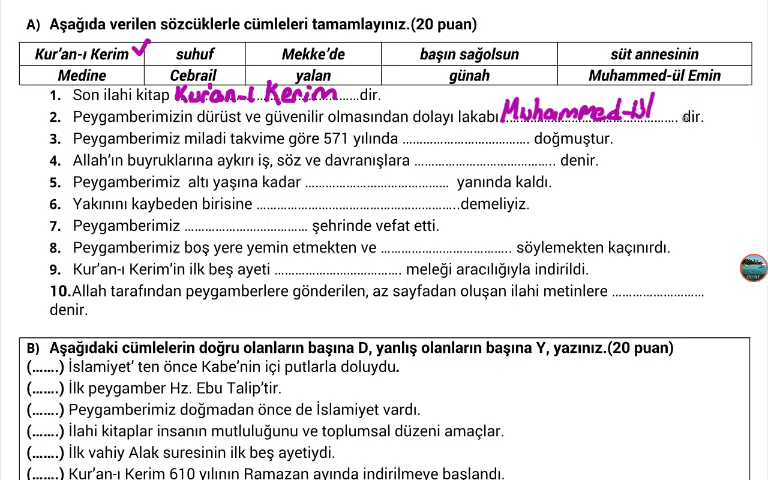 A) Aşağıda verilen sözcüklerle cümleleri tamamlayınız.(20 puan)
Kur'an-ı Kerim suhuf Mekke'de başın sağolsun süt annesinin
Medine Cebrail yalan günah Muhammed-ül Emin
1. Son ilahi kitap Kur'an-ı Kerim ....dir.
2. Peygamberimizin dürüst ve güvenilir olmasından dolayı lakabı Muhammed-ül ........ dir.
3. Peygamberimiz miladi takvime göre 571 yılında .................................... doğmuştur.
4. Allah'ın buyruklarına aykırı iş, söz ve davranışlara ........................................ denir.
5. Peygamberimiz altı yaşına kadar ......................................... yanında kaldı.
6. Yakınını kaybeden birisine .........................................................demeliyiz.
7. Peygamberimiz ................................... şehrinde vefat etti.
8. Peygamberimiz boş yere yemin etmekten ve ..................................... söylemekten kaçınırdı.
9. Kur'an-ı Kerim'in ilk beş ayeti .................................... meleği aracılığıyla indirildi.
10.Allah tarafından peygamberlere gönderilen, az sayfadan oluşan ilahi metinlere ..........................
denir.
B) Aşağıdaki cümlelerin doğru olanların başına D, yanlış olanların başına Y, yazınız.(20 puan)
(.......) İslamiyet' ten önce Kabe'nin içi putlarla doluydu.
(.......) İlk peygamber Hz. Ebu Talip'tir.
(.......) Peygamberimiz doğmadan önce de İslamiyet vardı.
(.......) İlahi kitaplar insanın mutluluğunu ve toplumsal düzeni amaçlar.
(.......) İlk vahiy Alak suresinin ilk beş ayetiydi.
(.......) Kur'an-ı Kerim 610 yılının Ramazan ayında indirilmeye başlandı.